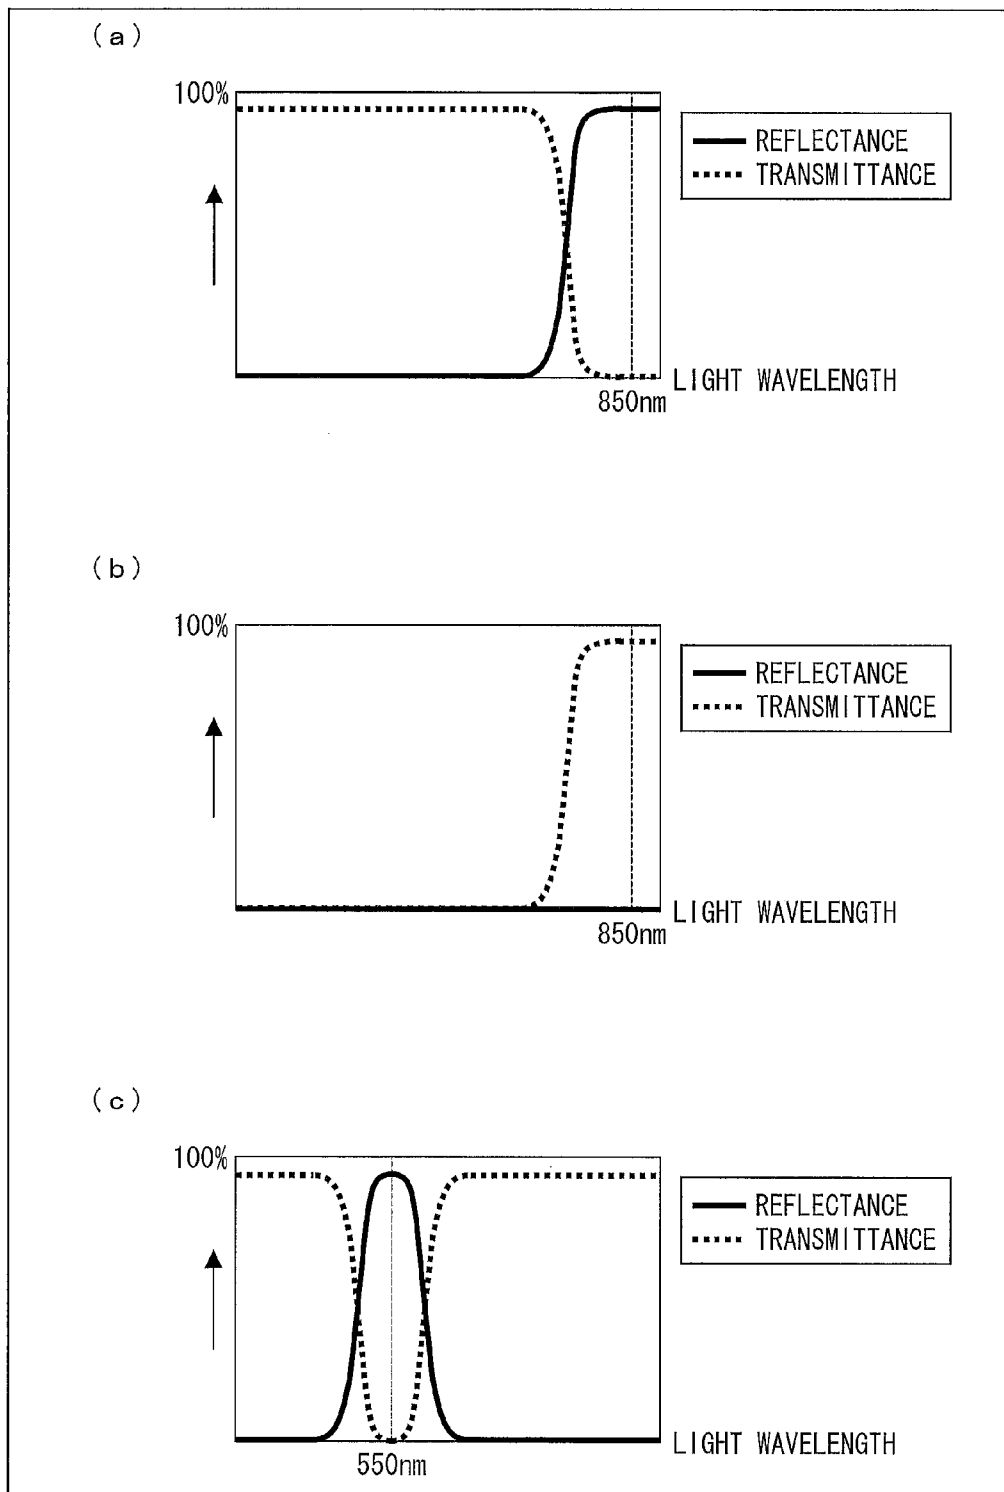 (a)
100%
REFLECTANCE
TRANSMITTANCE
LIGHT WAVELENGTH
850nm
(b)
100%
REFLECTANCE
TRANSMITTANCE
LIGHT WAVELENGTH
850nm
(c)
100%
REFLECTANCE
TRANSMITTANCE
LIGHT WAVELENGTH
550nm